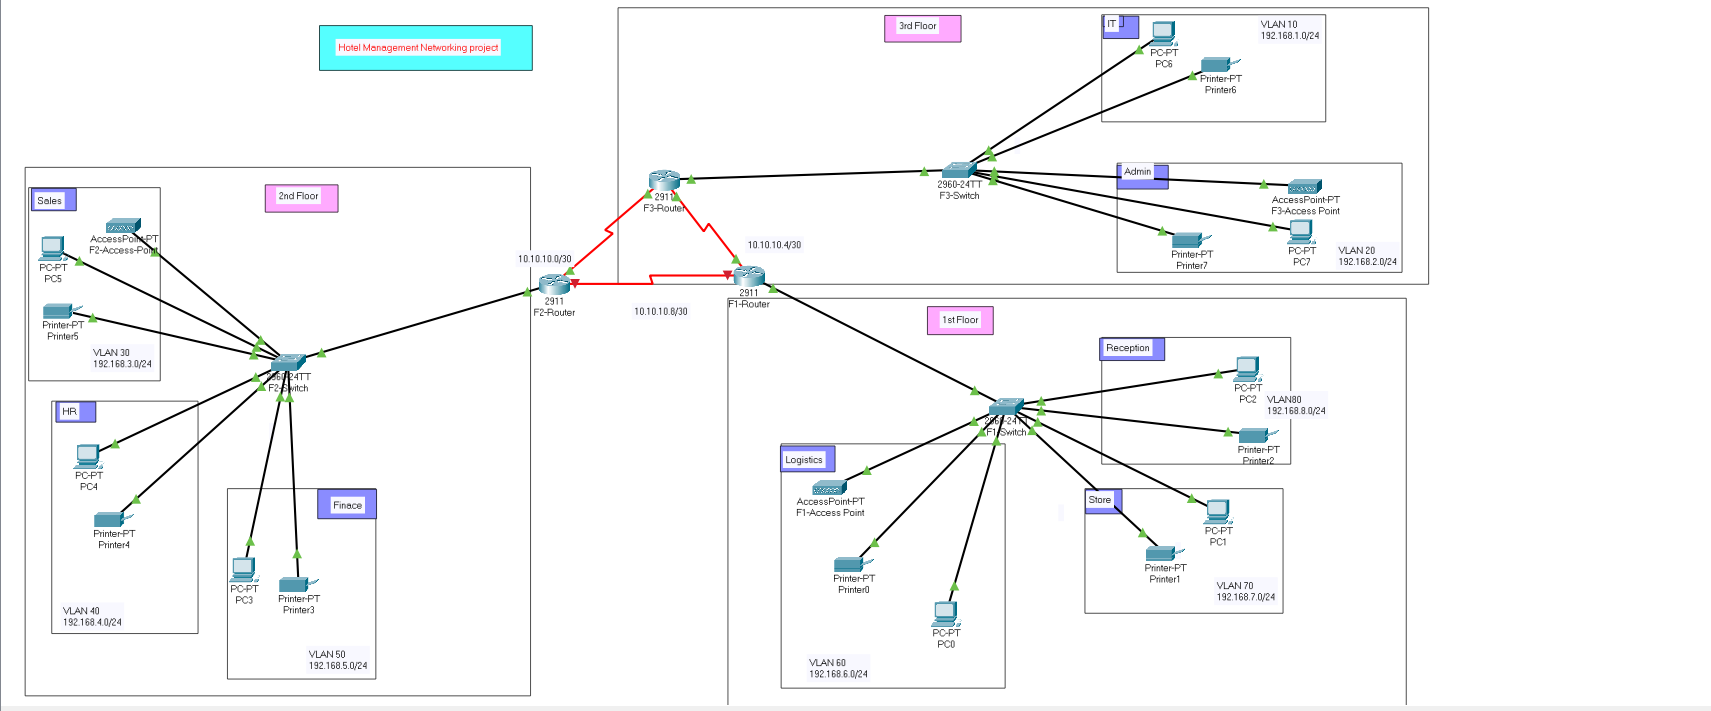 Hotel Management Networking project
3rd Floor
IT
VLAN 10
192.168.1.0/24
PC-PT
PC6
Printer-PT
Printer6
2911
F3-Router
2960-24TT
F3-Switch
Admin
AccessPoint-PT
F3-Access Point
Printer-PT
Printer7
PC-PT
PC7
VLAN 20
192.168.2.0/24
2nd Floor
Sales
AccessPoint-PT
F2-Access-Point
PC-PT
PC5
Printer-PT
Printer5
VLAN 30
192.168.3.0/24
10.10.10.0/30
10.10.10.4/30
10.10.10.8/30
2911
F2-Router
2911
F1-Router
2960-24TT
F2-Switch
HR
PC-PT
PC4
Printer-PT
Printer4
VLAN 40
192.168.4.0/24
Finace
PC-PT
PC3
Printer-PT
Printer3
VLAN 50
192.168.5.0/24
1st Floor
2960-24TT
F1-Switch
Reception
PC-PT
PC2
VLAN80
192.168.8.0/24
Printer-PT
Printer2
Logistics
AccessPoint-PT
F1-Access Point
Printer-PT
Printer0
PC-PT
PC0
VLAN 60
192.168.6.0/24
Store
PC-PT
PC1
Printer-PT
Printer1
VLAN 70
192.168.7.0/24